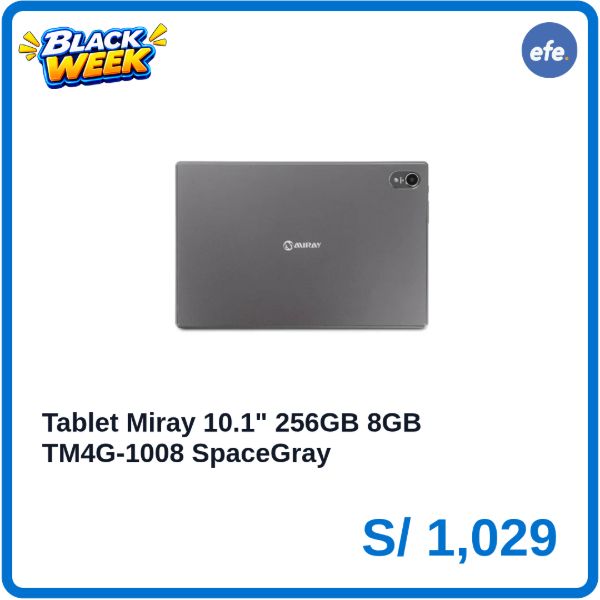 BLACK
WEEK
efe.
MIRAY
Tablet Miray 10.1" 256GB 8GB
TM4G-1008 SpaceGray
S/ 1,029